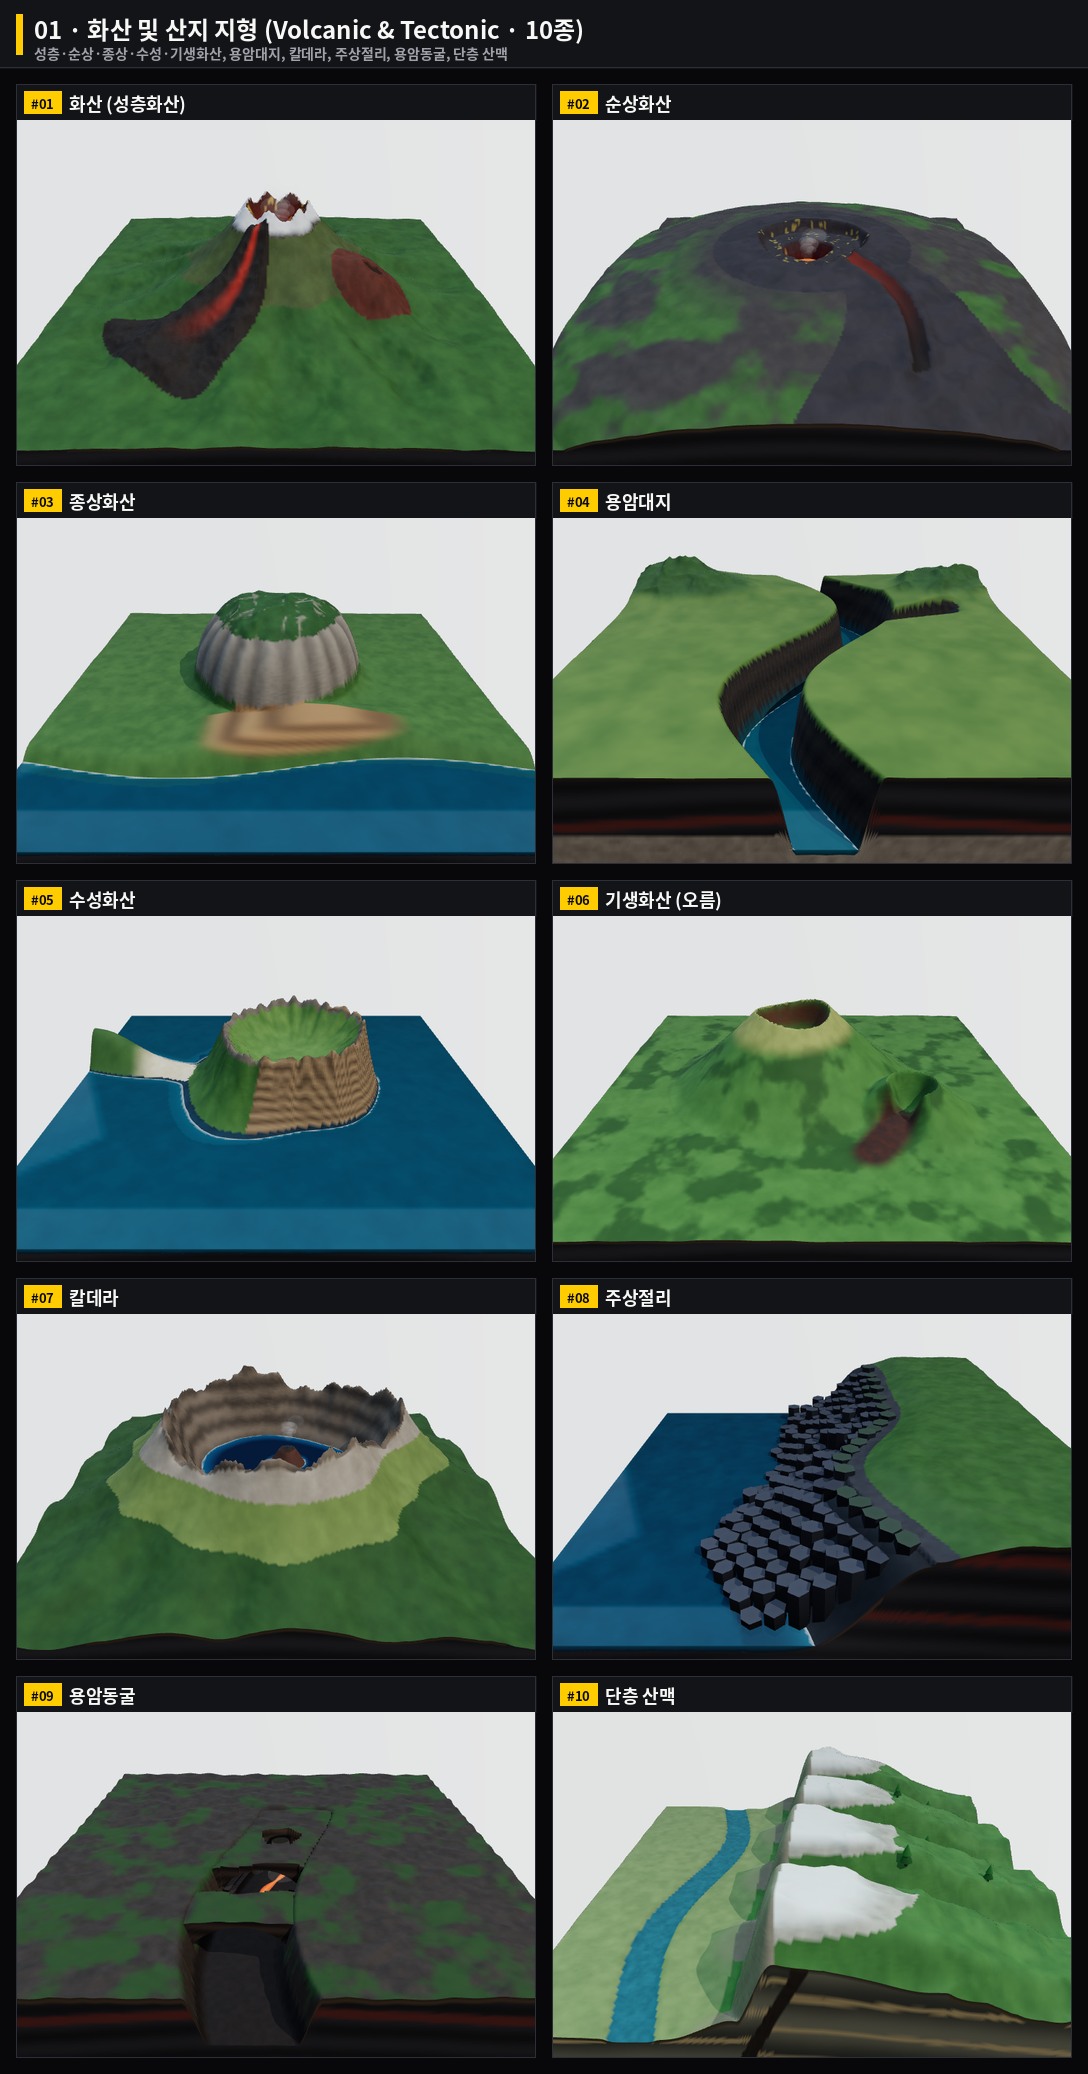 01 · 화산 및 산지 지형 (Volcanic & Tectonic · 10종)
성층·순상·종상·수성·기생화산, 용암대지, 칼데라, 주상절리, 용암동굴, 단층 산맥
#01 화산 (성층화산)
#02 순상화산
#03 종상화산
#04 용암대지
#05 수성화산
#06 기생화산 (오름)
#07 칼데라
#08 주상절리
#09 용암동굴
#10 단층 산맥